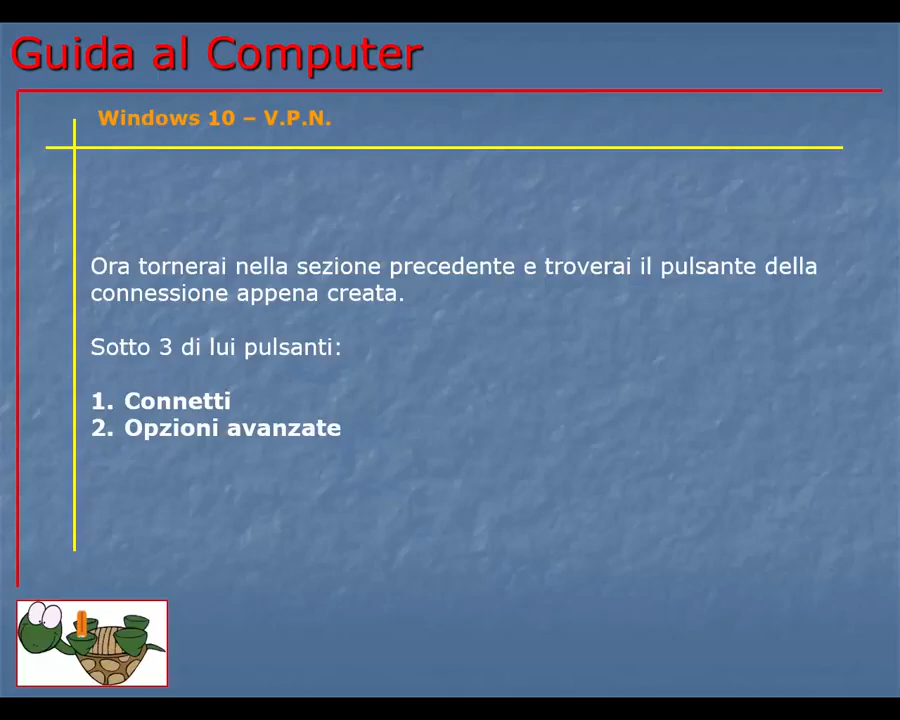 Guida al Computer
Windows 10 – V.P.N.
Ora tornerai nella sezione precedente e troverai il pulsante della
connessione appena creata.
Sotto 3 di lui pulsanti:
1. Connetti
2. Opzioni avanzate